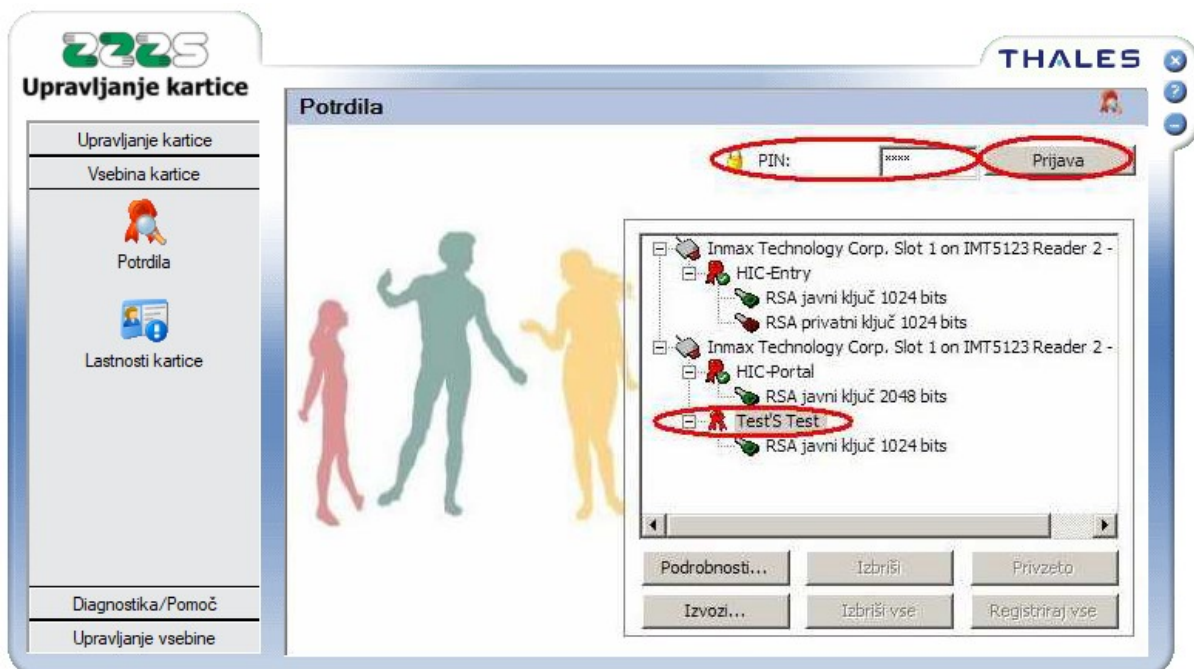 ZZZS
Upravljanje kartice
THALES
Upravljanje kartice
Vsebina kartice
Potrdila
Lastnosti kartice
Diagnostika/Pomoč
Upravljanje vsebine
Potrdila
PIN:
××××
Prijava
Inmax Technology Corp. Slot 1 on IMT5123 Reader 2 -
HIC-Entry
RSA javni ključ 1024 bits
RSA privatni ključ 1024 bits
Inmax Technology Corp. Slot 1 on IMT5123 Reader 2 -
HIC-Portal
RSA javni ključ 2048 bits
Test'S Test
RSA javni ključ 1024 bits
Podrobnosti...
Izbriši
Privzeto
Izvozi...
Izbriši vse
Registriraj vse